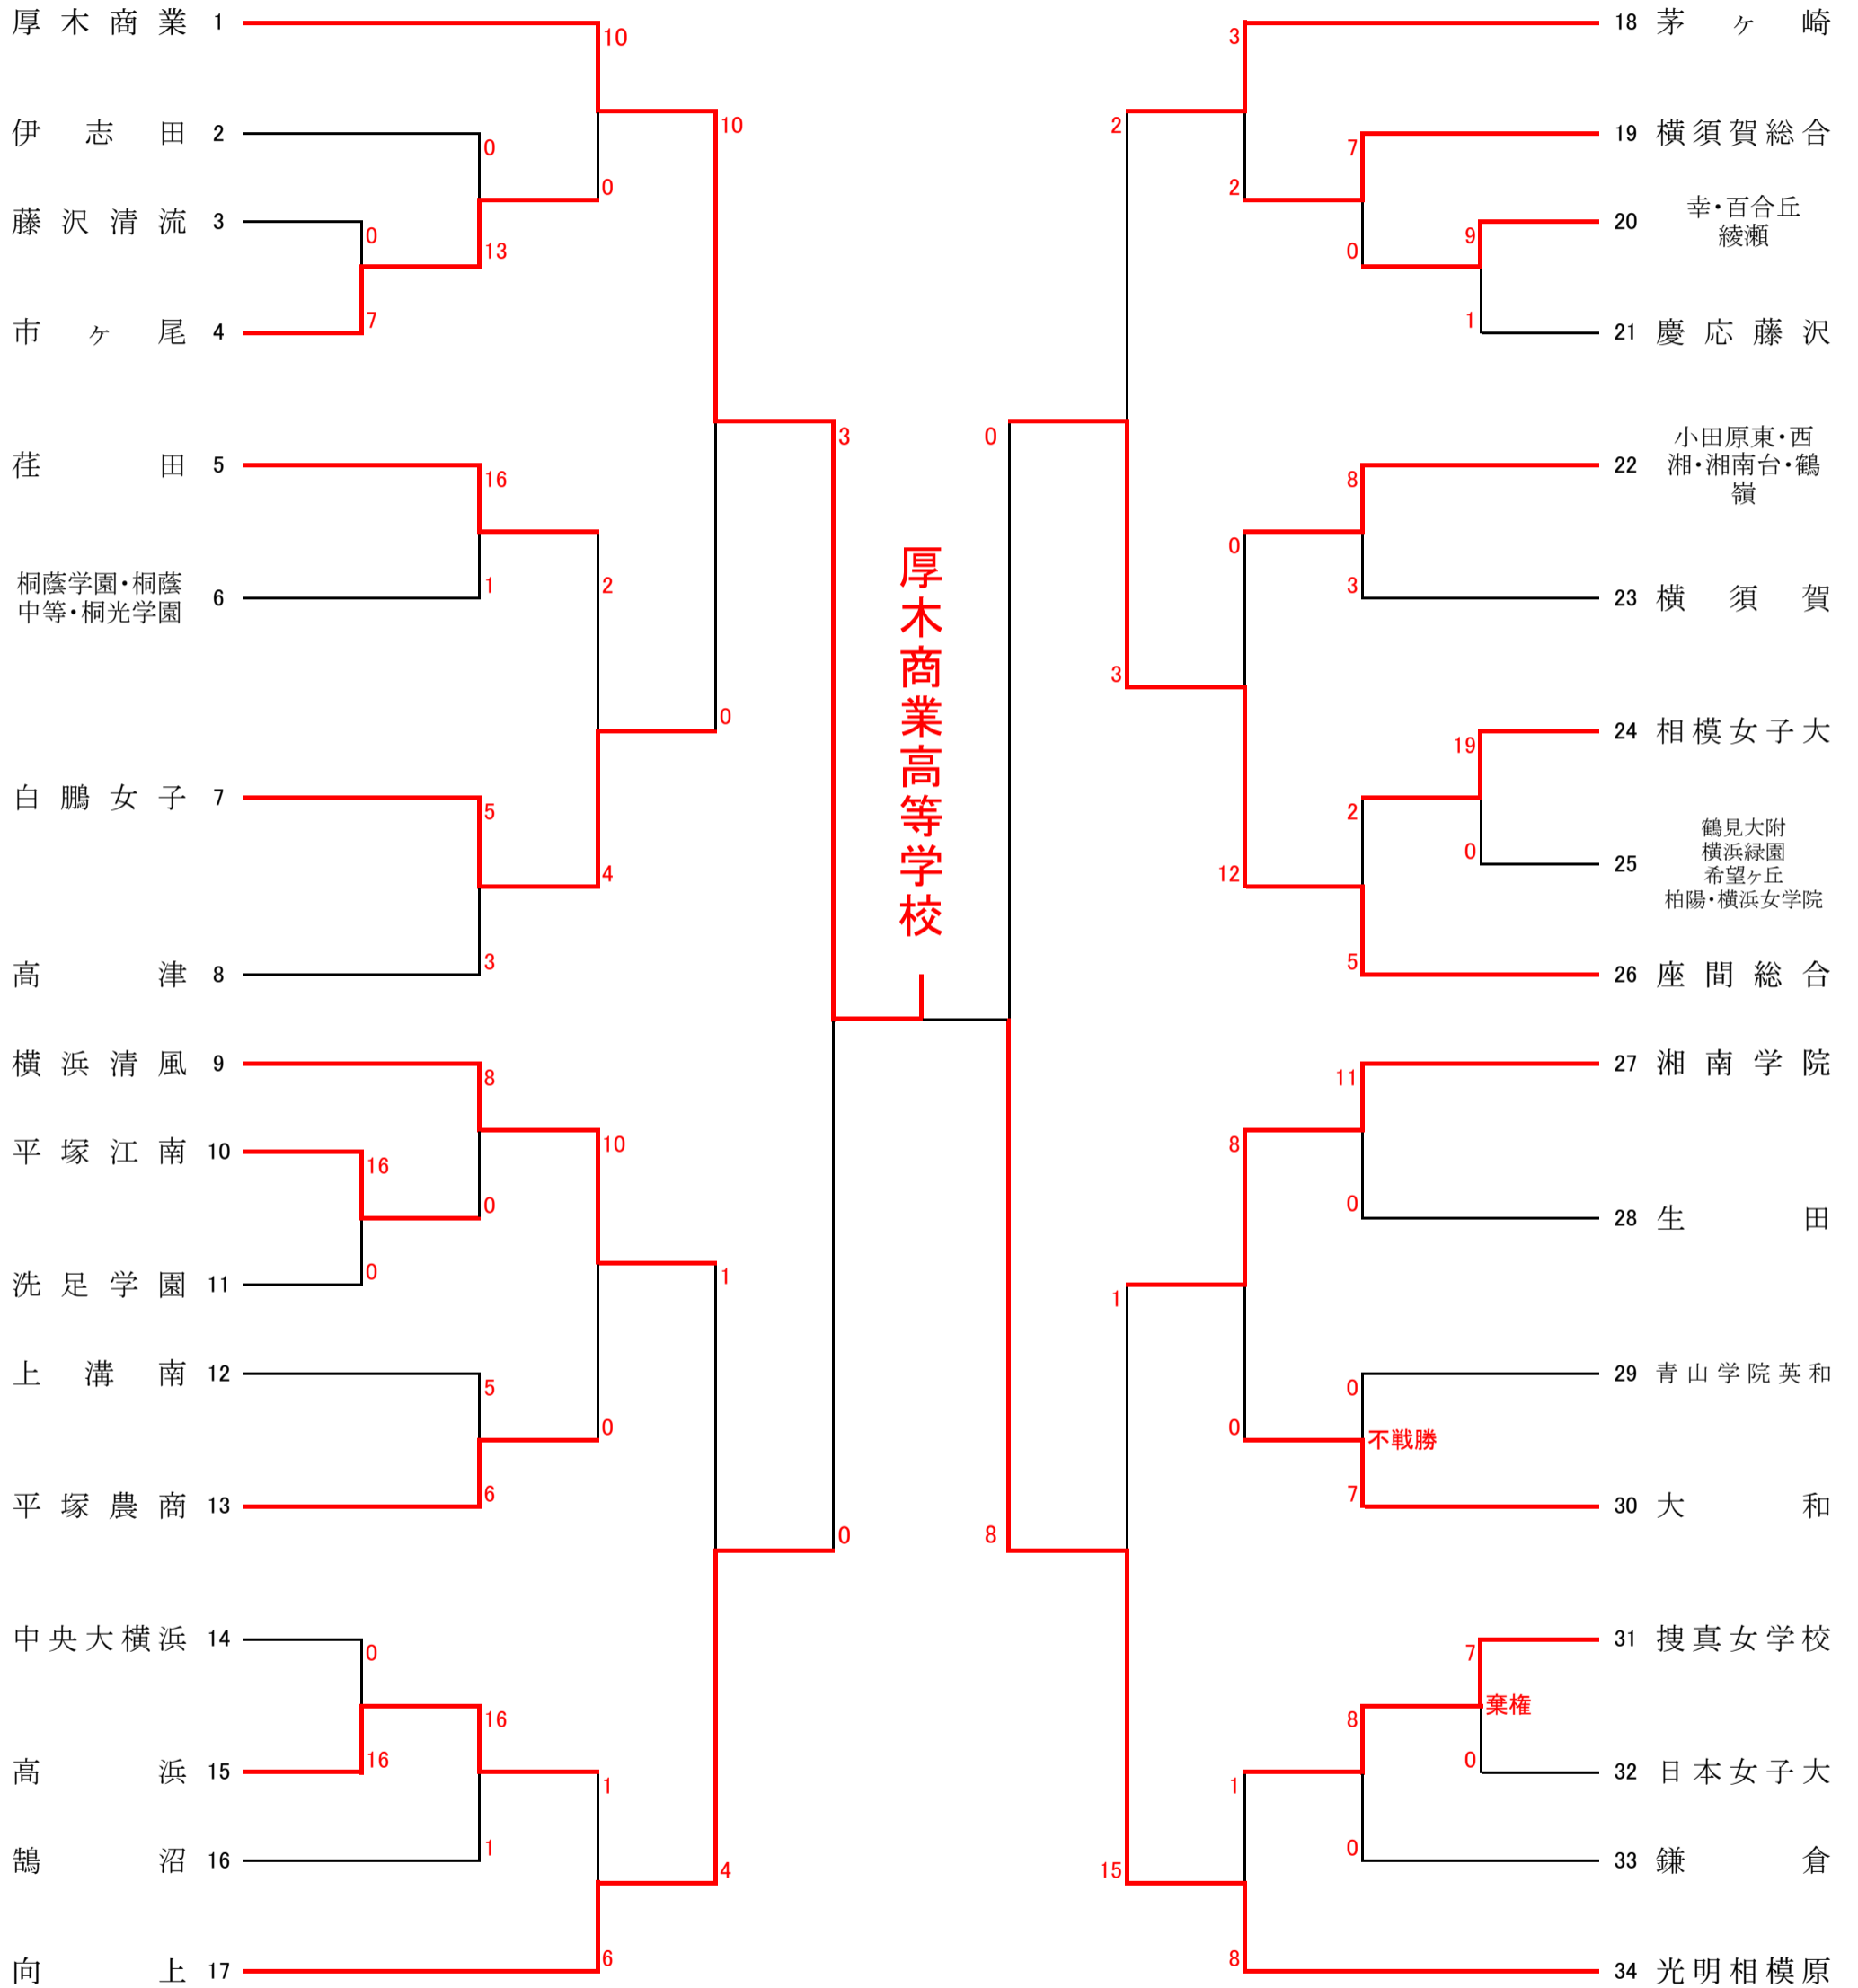 厚木商業 1
10
伊志田 2
0
10
0
藤沢清流 3
0
13
市ヶ尾 4
7
3
荏田 5
16
桐蔭学園・桐蔭
中等・桐光学園
6
1
2
0
白鵬女子 7
5
4
高津 8
3
横浜清風 9
8
10
平塚江南 10
16
0
洗足学園 11
0
1
上溝南 12
5
0
平塚農商 13
6
0
中央大横浜 14
0
16
高浜 15
16
1
鵠沼 16
1
4
向上 17
6
厚木商業高等学校
3
18 茅ヶ崎
2
7
19 横須賀総合
2
9
20
幸・百合丘
綾瀬
0
1
21 慶応藤沢
0
8
22
小田原東・西
湘・湘南台・鶴
嶺
0
3
23 横須賀
3
19
24 相模女子大
2
0
25
鶴見大附
横浜緑園
希望ヶ丘
柏陽・横浜女学院
12
5
26 座間総合
11
27 湘南学院
8
0
28 生田
1
0
29 青山学院英和
0
不戦勝
7
30 大和
8
7
31 捜真女学校
8
棄権
0
32 日本女子大
1
0
33 鎌倉
15
8
34 光明相模原